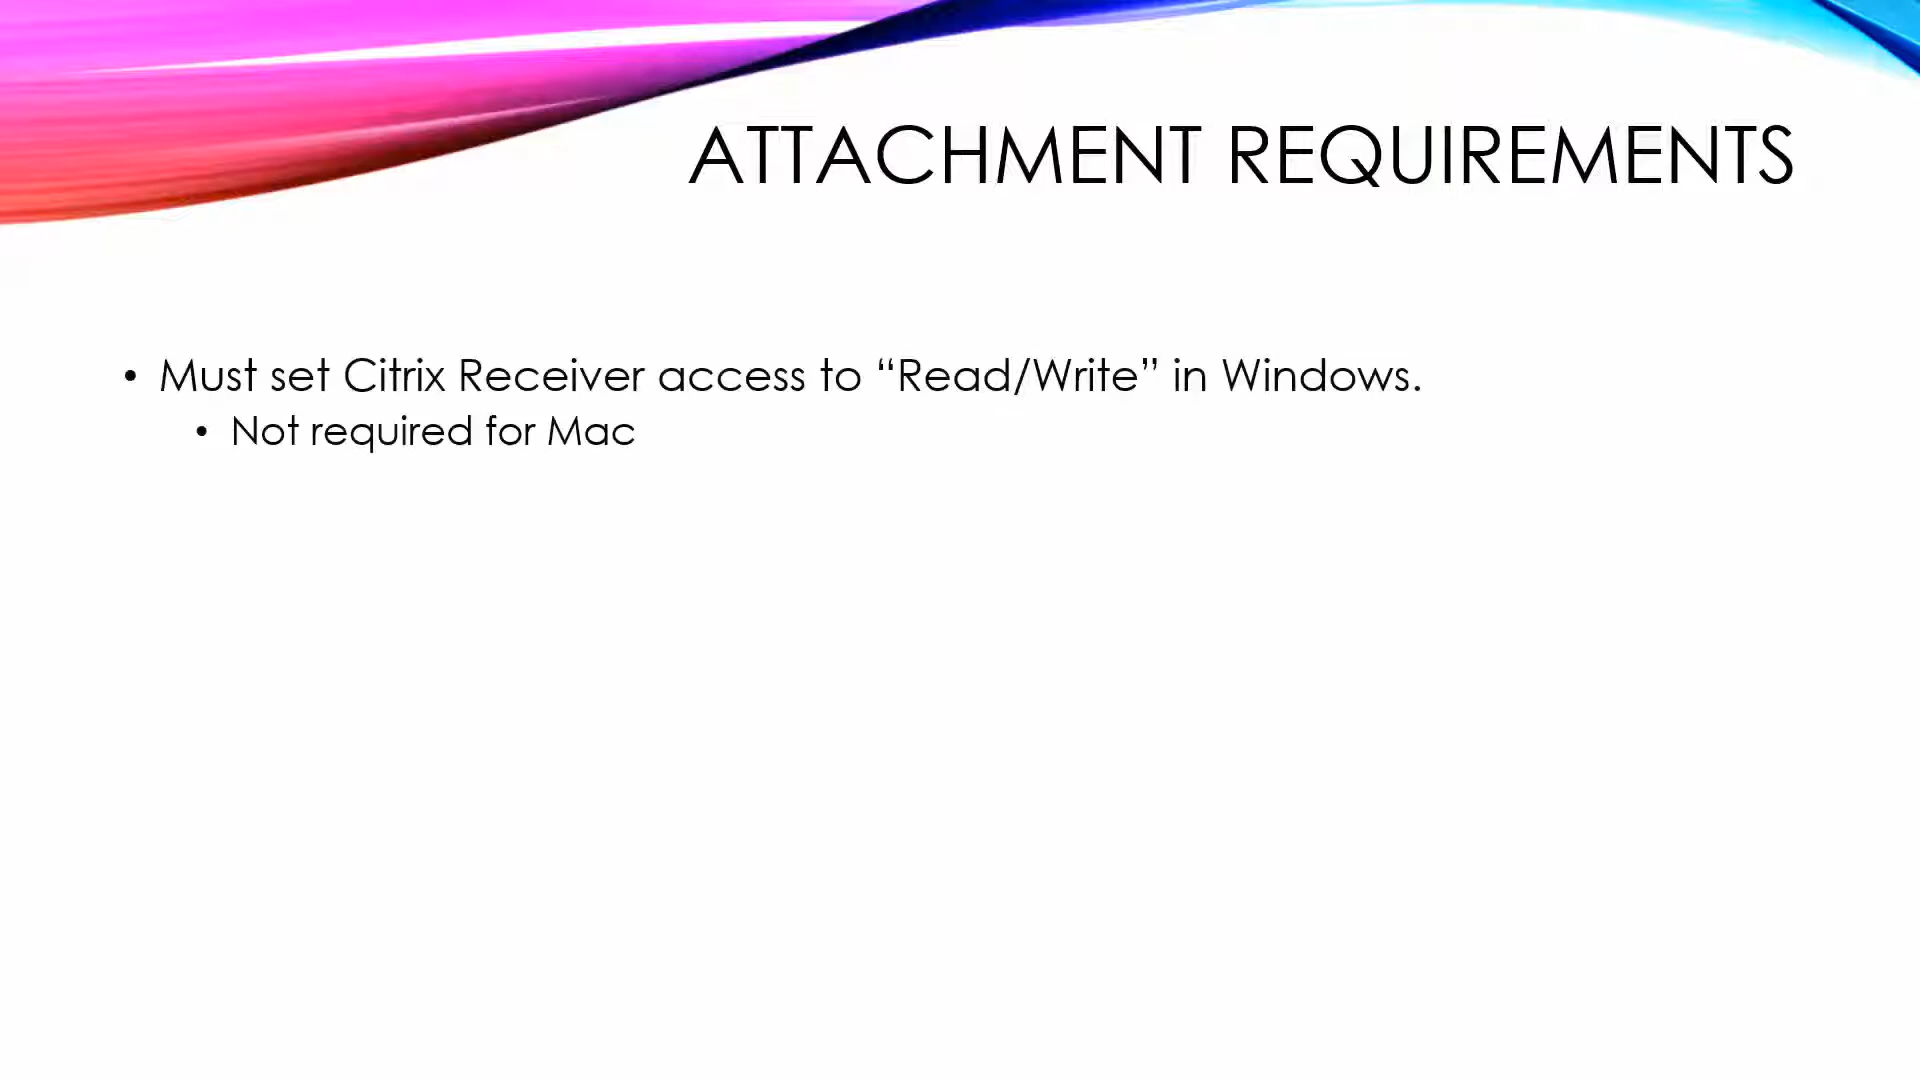 ATTACHMENT REQUIREMENTS
• Must set Citrix Receiver access to “Read/Write” in Windows.
• Not required for Mac